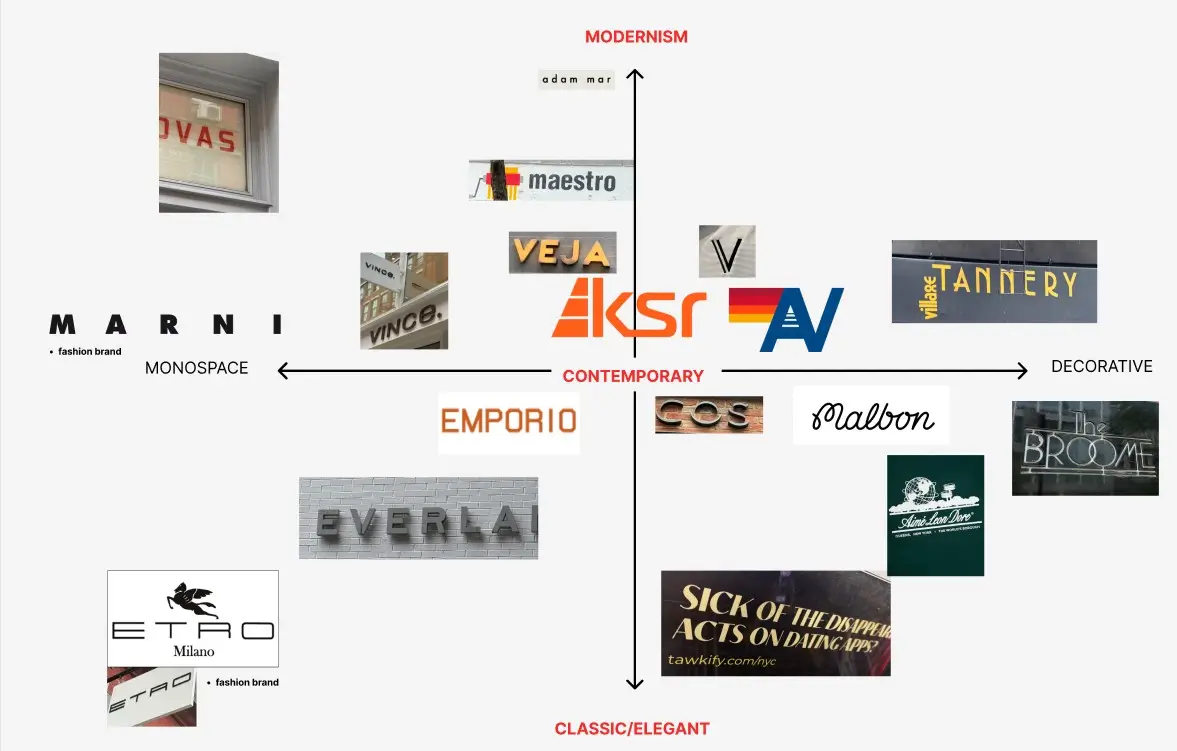 MODERNISM
adam mar
OVAS
maestro
VEJA
V
VINCE.
VINCE.
villare
TANNERY
MARNI
• fashion brand
ksr
AV
MONOSPACE
CONTEMPORARY
DECORATIVE
EMPORIO
COS
Malbon
The
BROOME
EVERLA
Aimé Leon Dore
QUEENS, NEW YORK • THE WORLD'S BOROUGH
ETRO
Milano
SICK OF THE DISAPPEAR
ACTS ON DATING APPS?
tawkify.com/nyc
ETRO
• fashion brand
CLASSIC/ELEGANT